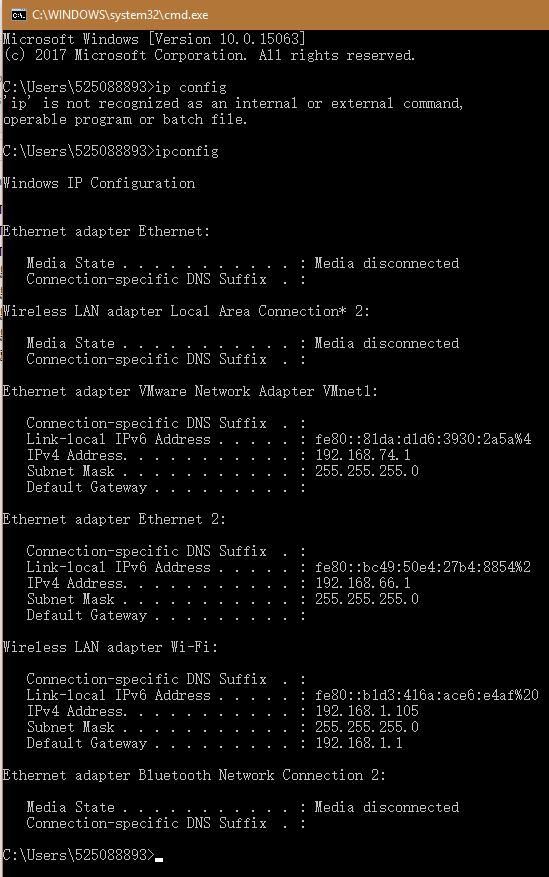 C:\WINDOWS\system32\cmd.exe
Microsoft Windows [Version 10.0.15063]
(c) 2017 Microsoft Corporation. All rights reserved.
C:\Users\525088893>ip config
'ip' is not recognized as an internal or external command,
operable program or batch file.
C:\Users\525088893>ipconfig
Windows IP Configuration
Ethernet adapter Ethernet:
Media State . . . . . . . . . . . : Media disconnected
Connection-specific DNS Suffix . :
Wireless LAN adapter Local Area Connection* 2:
Media State . . . . . . . . . . . : Media disconnected
Connection-specific DNS Suffix . :
Ethernet adapter VMware Network Adapter VMnet1:
Connection-specific DNS Suffix . :
Link-local IPv6 Address . . . . . : fe80::81da:d1d6:3930:2a5a%4
IPv4 Address. . . . . . . . . . . : 192.168.74.1
Subnet Mask . . . . . . . . . . . : 255.255.255.0
Default Gateway . . . . . . . . . :
Ethernet adapter Ethernet 2:
Connection-specific DNS Suffix . :
Link-local IPv6 Address . . . . . : fe80::bc49:50e4:27b4:8854%2
IPv4 Address. . . . . . . . . . . : 192.168.66.1
Subnet Mask . . . . . . . . . . . : 255.255.255.0
Default Gateway . . . . . . . . . :
Wireless LAN adapter Wi-Fi:
Connection-specific DNS Suffix . :
Link-local IPv6 Address . . . . . : fe80::b1d3:416a:ace6:e4af%20
IPv4 Address. . . . . . . . . . . : 192.168.1.105
Subnet Mask . . . . . . . . . . . : 255.255.255.0
Default Gateway . . . . . . . . . : 192.168.1.1
Ethernet adapter Bluetooth Network Connection 2:
Media State . . . . . . . . . . . : Media disconnected
Connection-specific DNS Suffix . :
C:\Users\525088893>